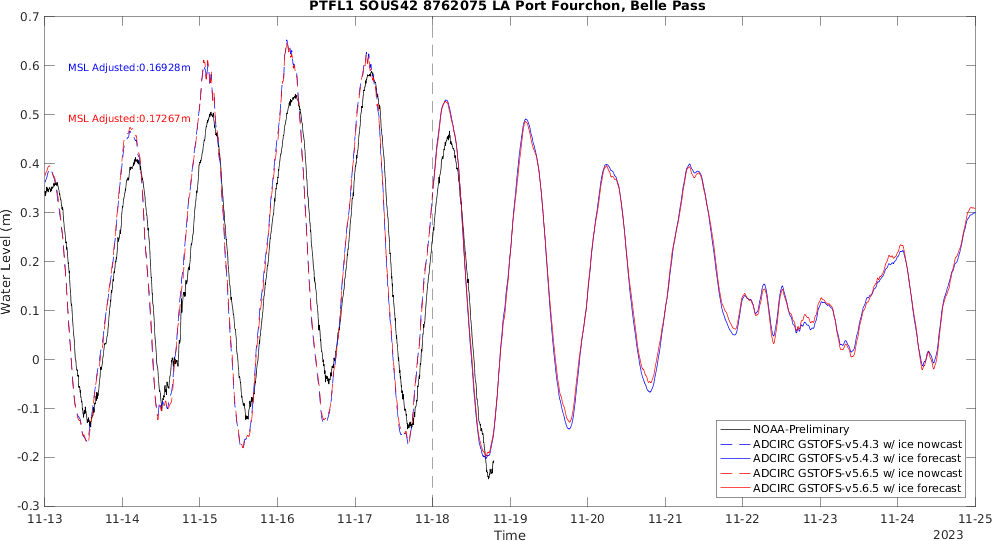 PTFL1 SOUS42 8762075 LA Port Fourchon, Belle Pass
0.7
0.6
0.5
0.4
0.3
0.2
0.1
0
-0.1
-0.2
-0.3
Water Level (m)
MSL Adjusted:0.16928m
MSL Adjusted:0.17267m
NOAA-Preliminary
ADCIRC GSTOFS-v5.4.3 w/ ice nowcast
ADCIRC GSTOFS-v5.4.3 w/ ice forecast
ADCIRC GSTOFS-v5.6.5 w/ ice nowcast
ADCIRC GSTOFS-v5.6.5 w/ ice forecast
11-13 11-14 11-15 11-16 11-17 11-18 11-19 11-20 11-21 11-22 11-23 11-24 11-25
Time
2023